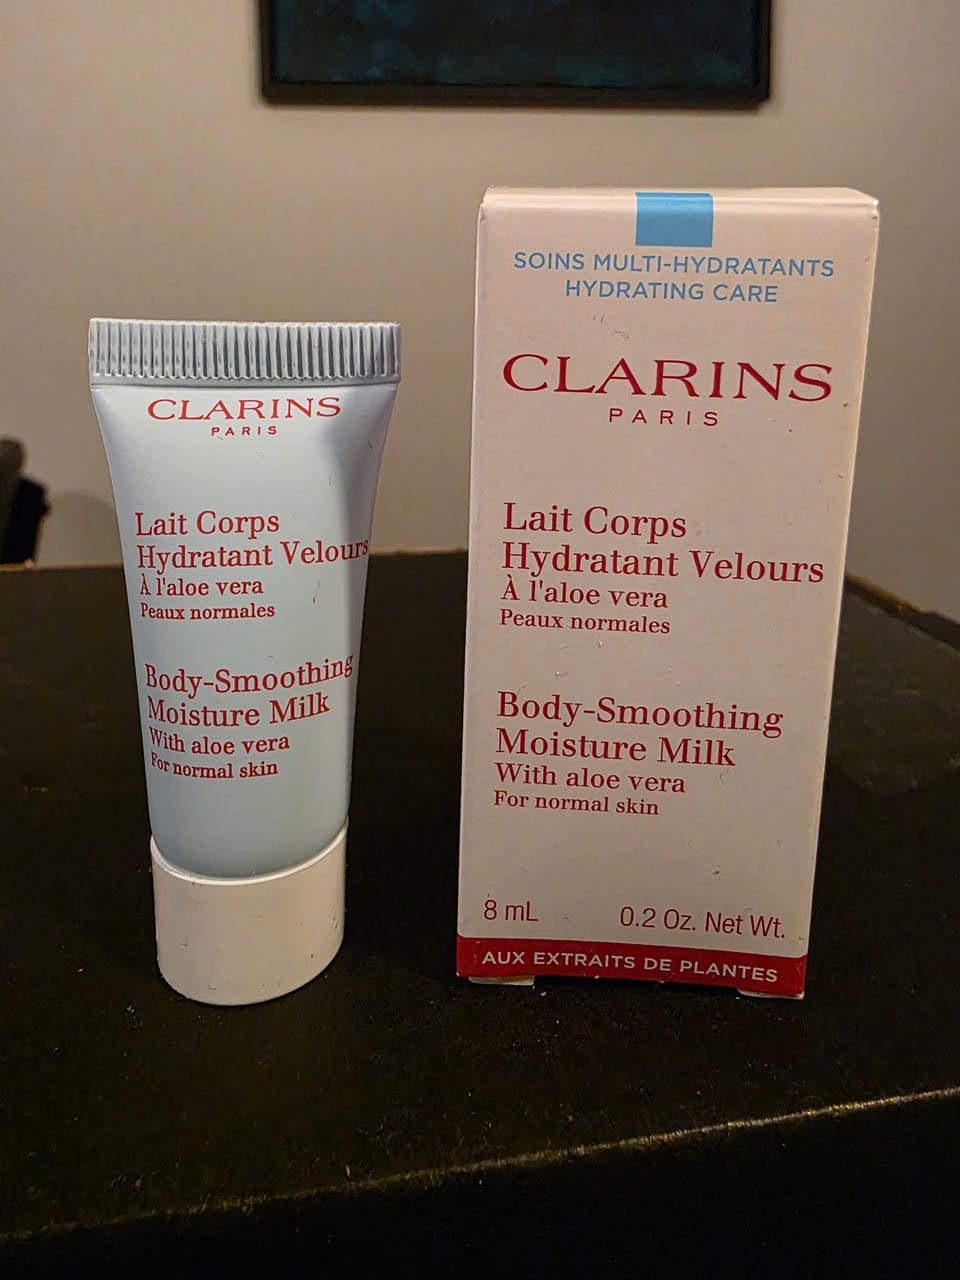 CLARINS
PARIS
Lait Corps
Hydratant Velours
À l'aloe vera
Peaux normales
Body-Smoothing
Moisture Milk
With aloe vera
For normal skin
SOINS MULTI-HYDRATANTS
HYDRATING CARE
CLARINS
PARIS
Lait Corps
Hydratant Velours
À l'aloe vera
Peaux normales
Body-Smoothing
Moisture Milk
With aloe vera
For normal skin
8 mL 0.2 Oz. Net Wt.
AUX EXTRAITS DE PLANTES